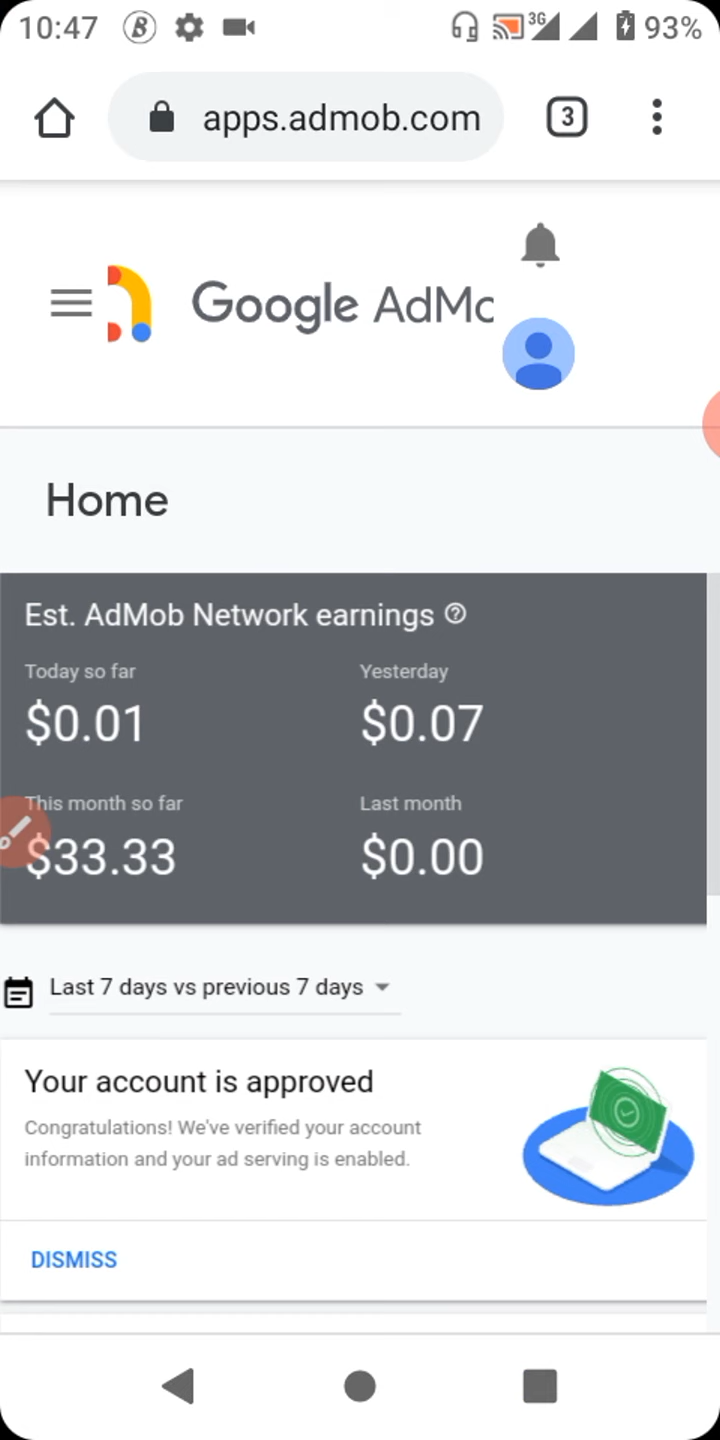 10:47 B 3G 93%
apps.admob.com 3
Google AdMo
Home
Est. AdMob Network earnings
Today so far Yesterday
$0.01 $0.07
This month so far Last month
$33.33 $0.00
Last 7 days vs previous 7 days
Your account is approved
Congratulations! We've verified your account
information and your ad serving is enabled.
DISMISS